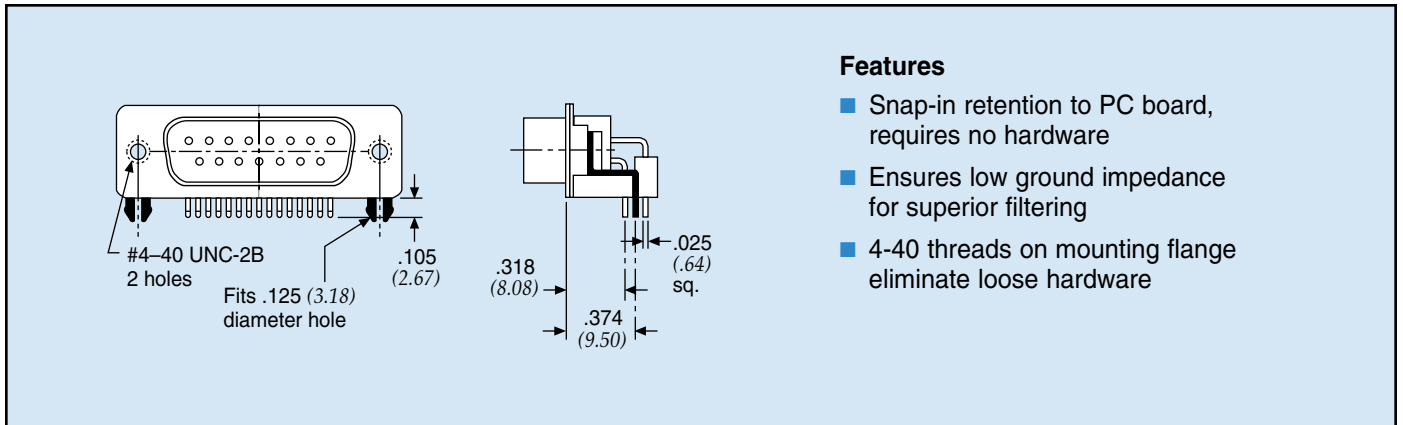 #4–40 UNC-2B
2 holes
Fits .125 (3.18)
diameter hole
.105
(2.67)
.318
(8.08)
.374
(9.50)
.025
(.64)
sq.
Features
■ Snap-in retention to PC board,
requires no hardware
■ Ensures low ground impedance
for superior filtering
■ 4-40 threads on mounting flange
eliminate loose hardware